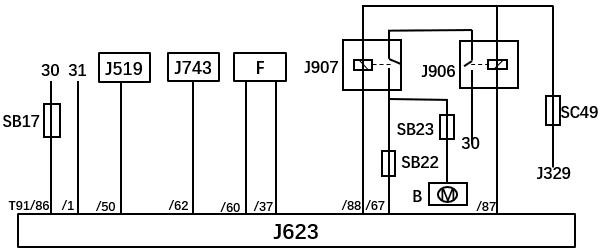 30 31 J519 J743 F J907 J906
SB17 SB23 30 SC49
SB22
J329
B M
T91/86 /1 /50 /62 /60 /37 /88 /67 /87
J623